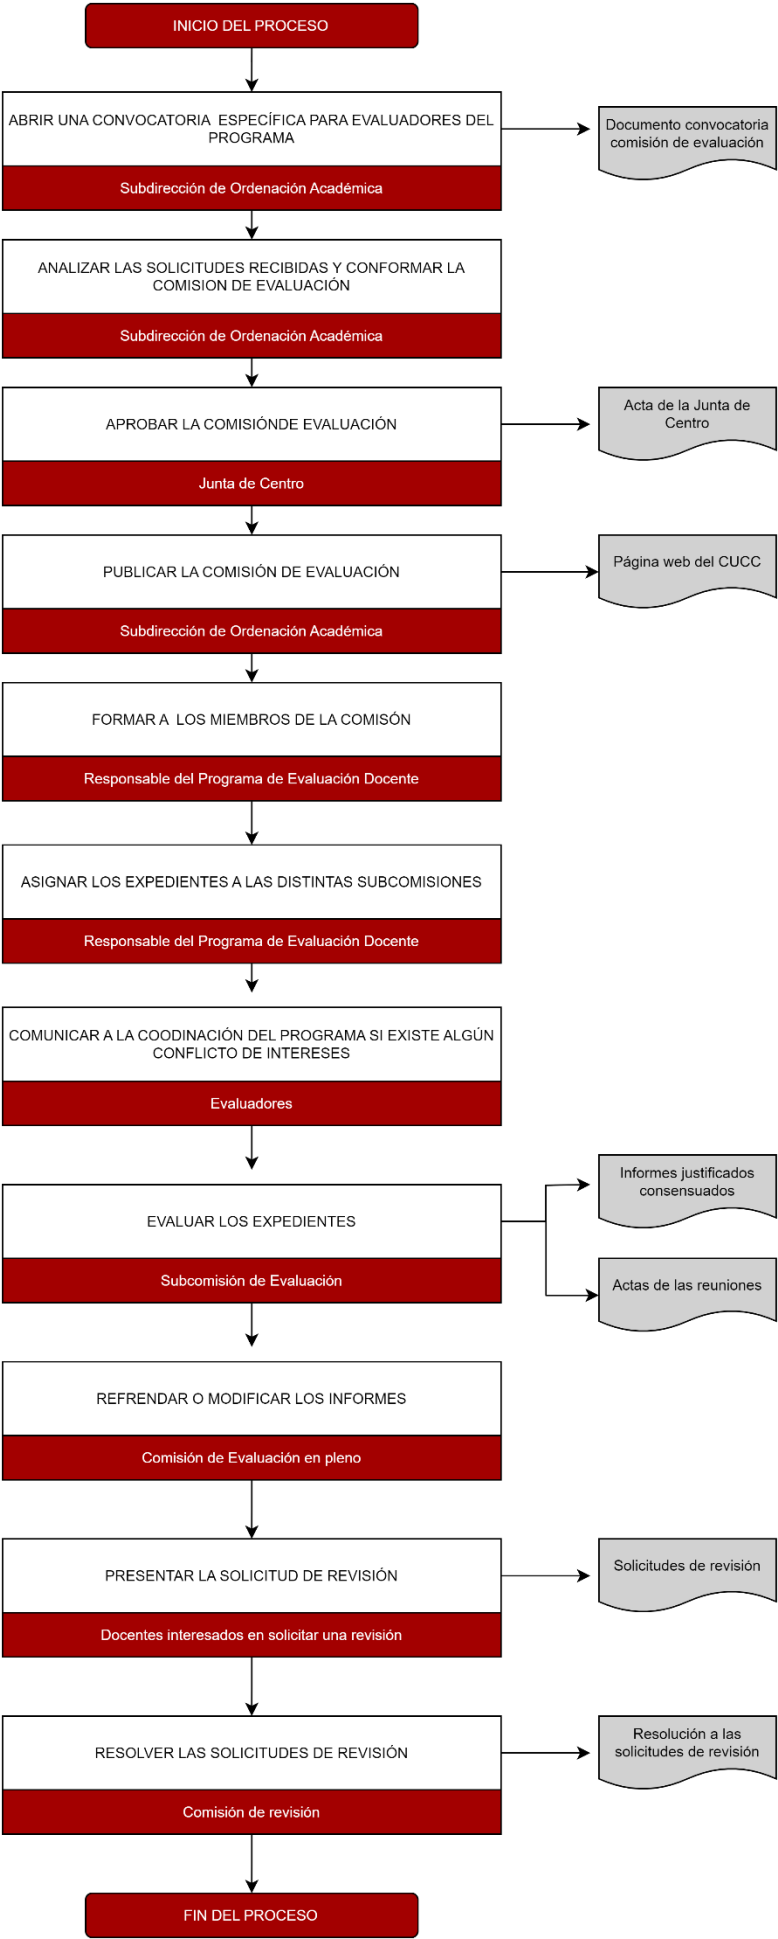 INICIO DEL PROCESO
ABRIR UNA CONVOCATORIA ESPECÍFICA PARA EVALUADORES DEL
PROGRAMA
Subdirección de Ordenación Académica
Documento convocatoria
comisión de evaluación
ANALIZAR LAS SOLICITUDES RECIBIDAS Y CONFORMAR LA
COMISION DE EVALUACIÓN
Subdirección de Ordenación Académica
APROBAR LA COMISIÓNDE EVALUACIÓN
Junta de Centro
Acta de la Junta de
Centro
PUBLICAR LA COMISIÓN DE EVALUACIÓN
Subdirección de Ordenación Académica
Página web del CUCC
FORMAR A LOS MIEMBROS DE LA COMISÓN
Responsable del Programa de Evaluación Docente
ASIGNAR LOS EXPEDIENTES A LAS DISTINTAS SUBCOMISIONES
Responsable del Programa de Evaluación Docente
COMUNICAR A LA COODINACIÓN DEL PROGRAMA SI EXISTE ALGÚN
CONFLICTO DE INTERESES
Evaluadores
EVALUAR LOS EXPEDIENTES
Subcomisión de Evaluación
Informes justificados
consensuados
Actas de las reuniones
REFRENDAR O MODIFICAR LOS INFORMES
Comisión de Evaluación en pleno
PRESENTAR LA SOLICITUD DE REVISIÓN
Docentes interesados en solicitar una revisión
Solicitudes de revisión
RESOLVER LAS SOLICITUDES DE REVISIÓN
Comisión de revisión
Resolución a las
solicitudes de revisión
FIN DEL PROCESO